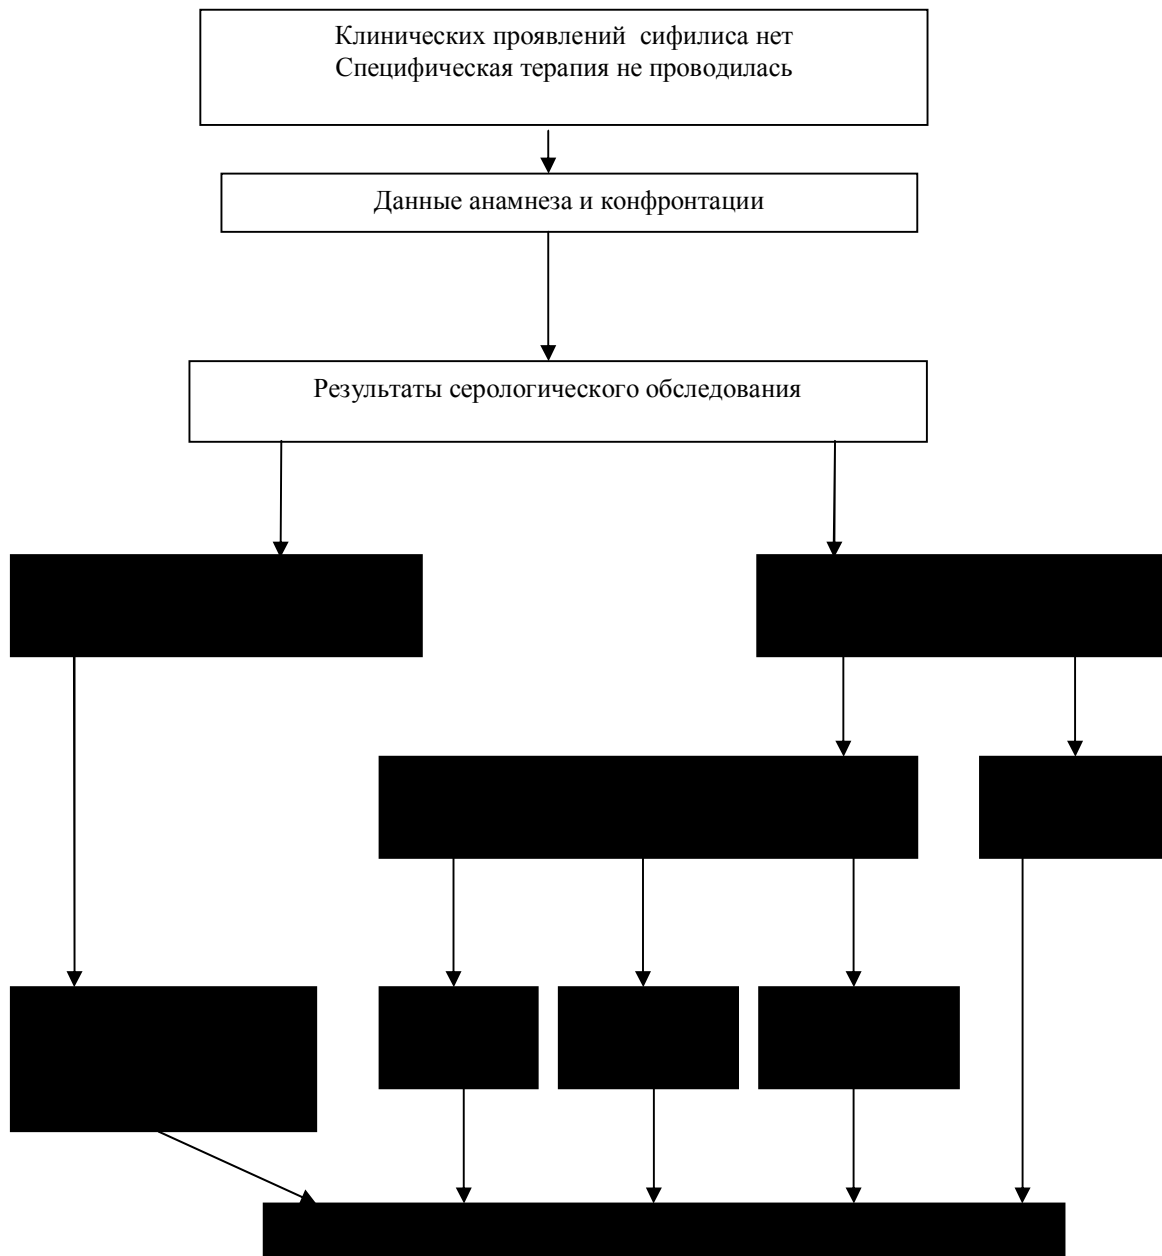 Клинических проявлений сифилиса нет
Специфическая терапия не проводилась
Данные анамнеза и конфронтации
Результаты серологического обследования